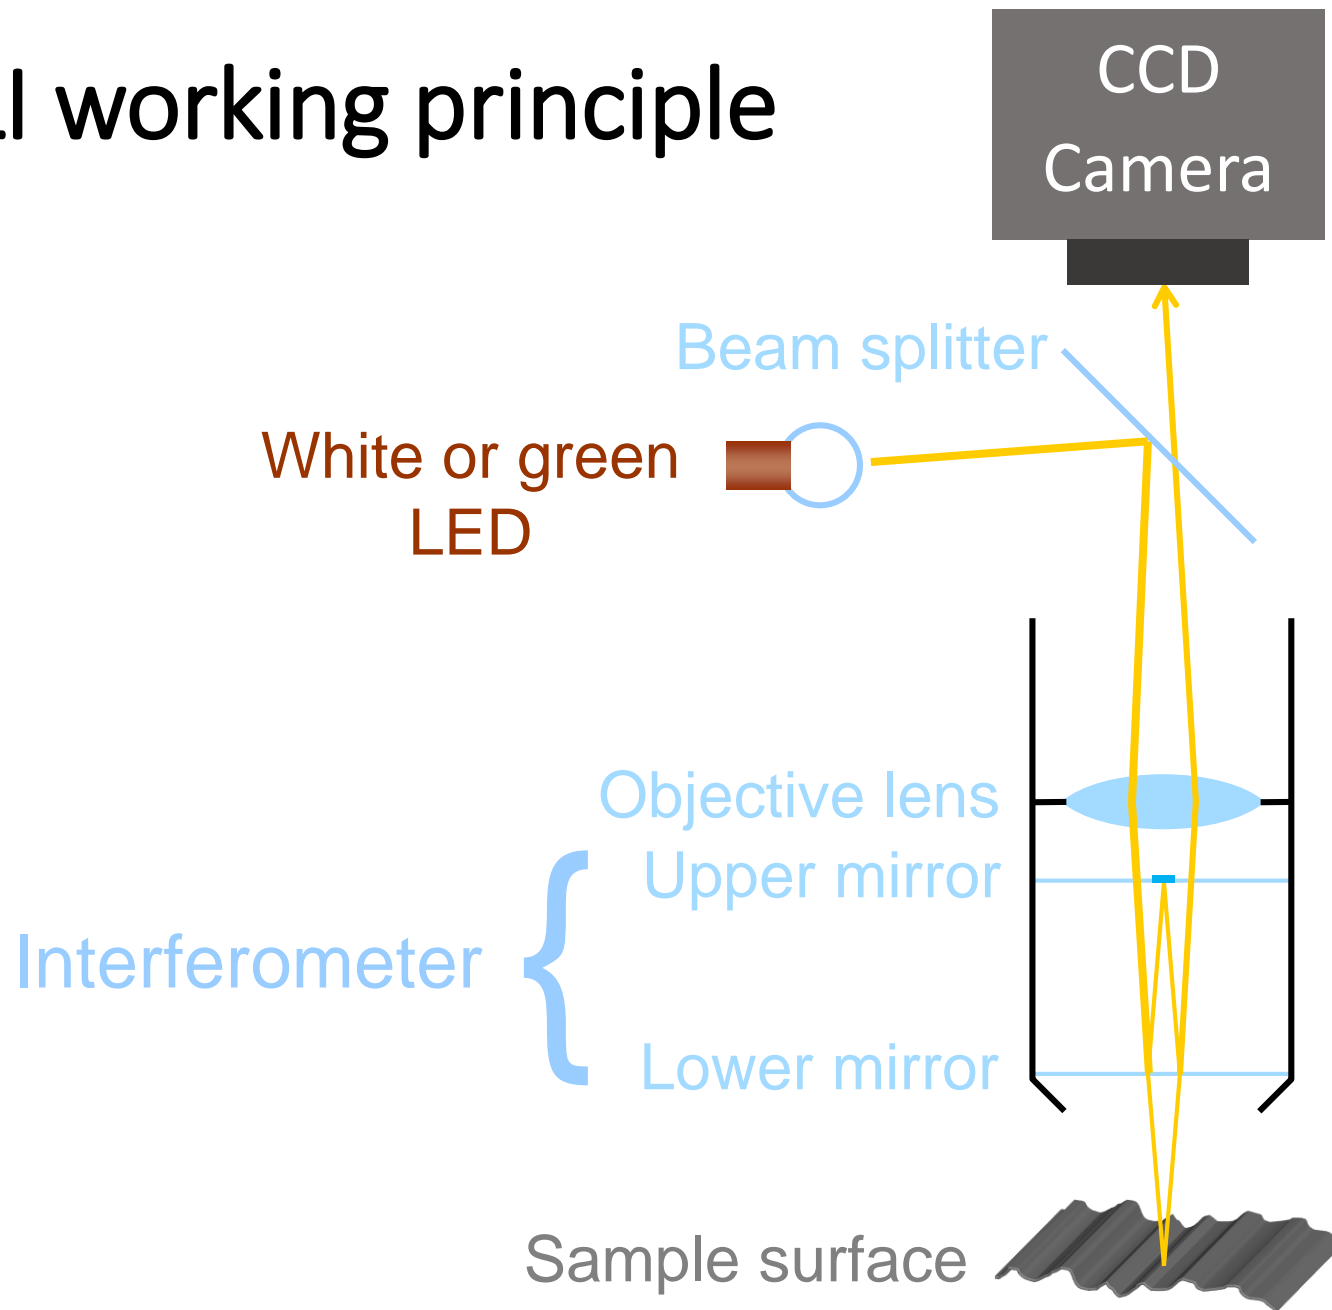 working principle
CCD
Camera
Beam splitter
White or green
LED
Objective lens
Upper mirror
Interferometer
Lower mirror
Sample surface